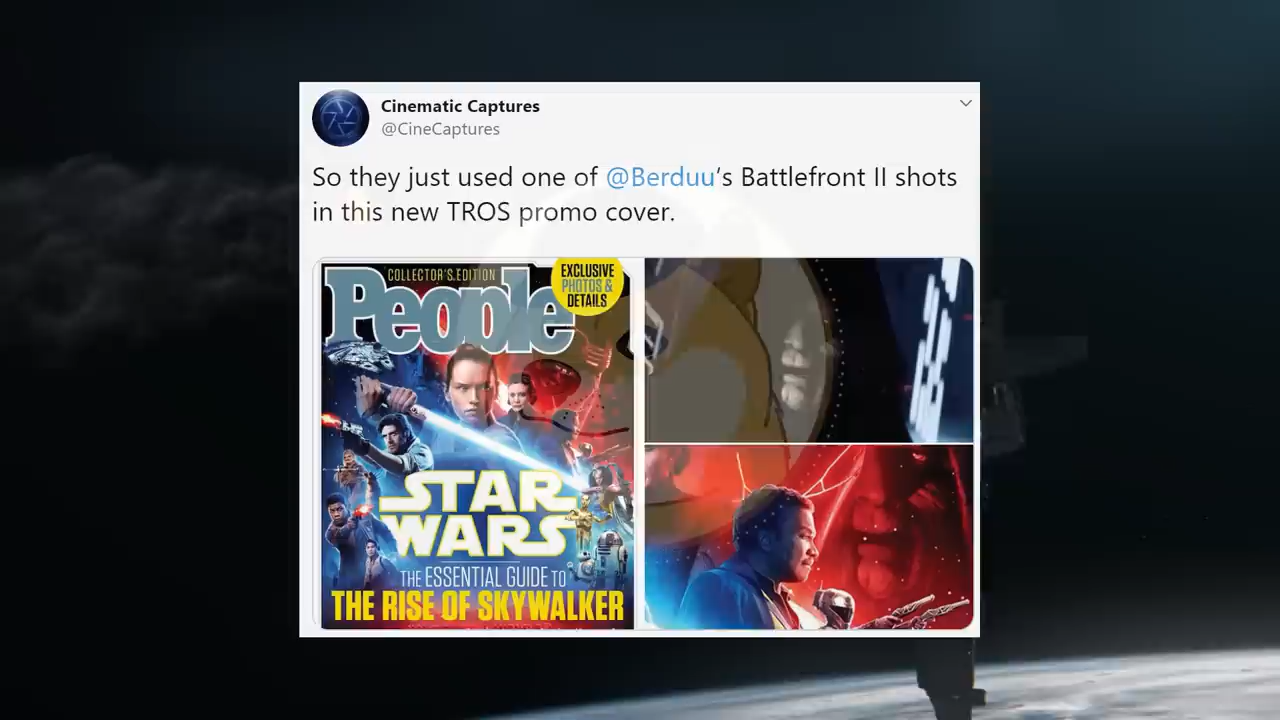 Cinematic Captures
@CineCaptures
So they just used one of @Berduu's Battlefront II shots
in this new TROS promo cover.
COLLECTOR'S EDITION
People
EXCLUSIVE
PHOTOS &
DETAILS
STAR
WARS
THE ESSENTIAL GUIDE TO
THE RISE OF SKYWALKER